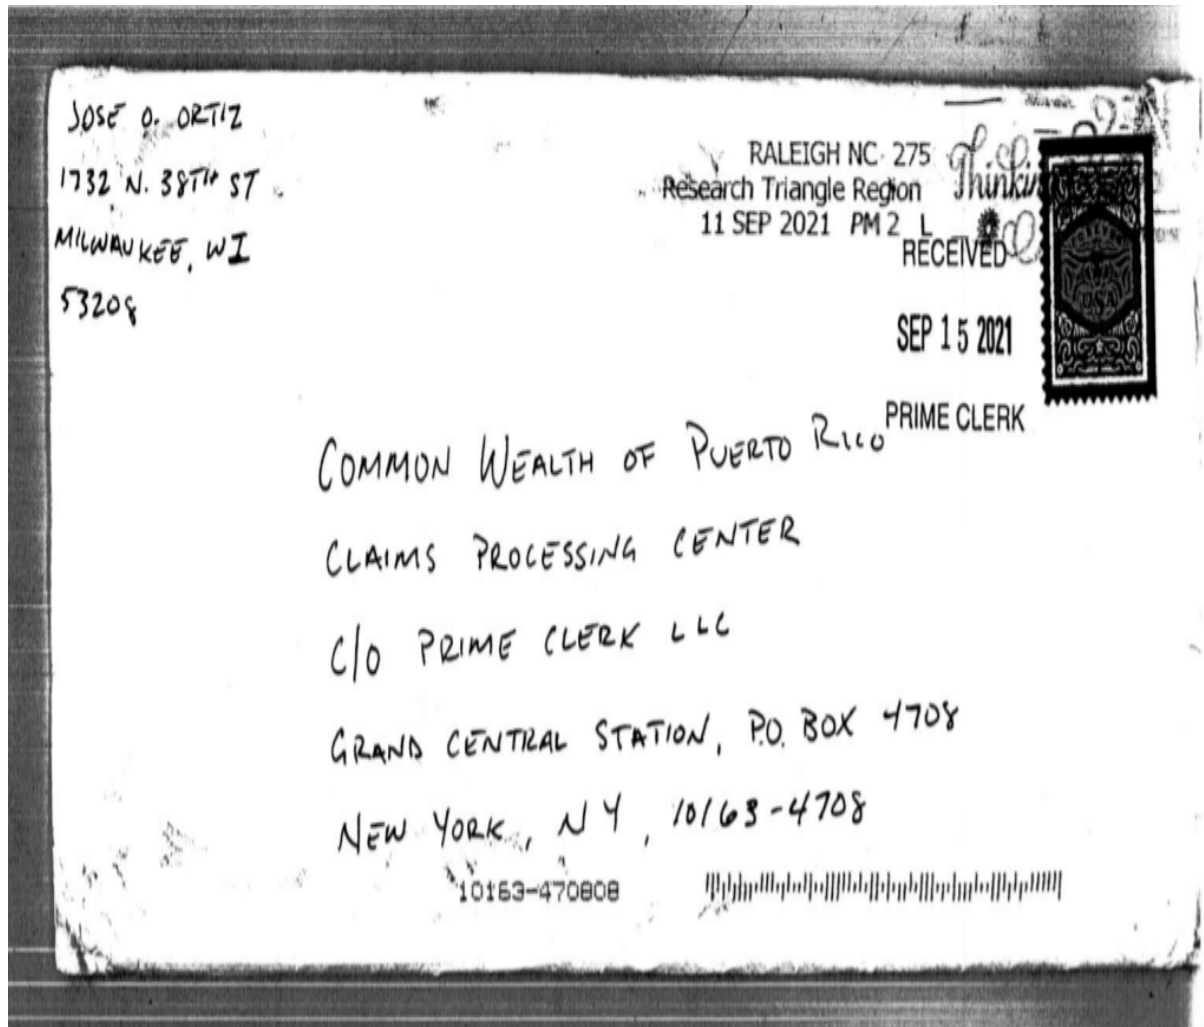 JOSE O. ORTIZ
1732 N. 38TH ST
MILWAUKEE, WI
53208
RALEIGH NC 275
Research Triangle Region
11 SEP 2021 PM 2 L
Thinking
RECEIVED
SEP 15 2021
PRIME CLERK
USA
COMMON WEALTH OF PUERTO RICO
CLAIMS PROCESSING CENTER
C/O PRIME CLERK LLC
GRAND CENTRAL STATION, P.O. BOX 4708
NEW YORK, NY, 10163-4708
10163-470808